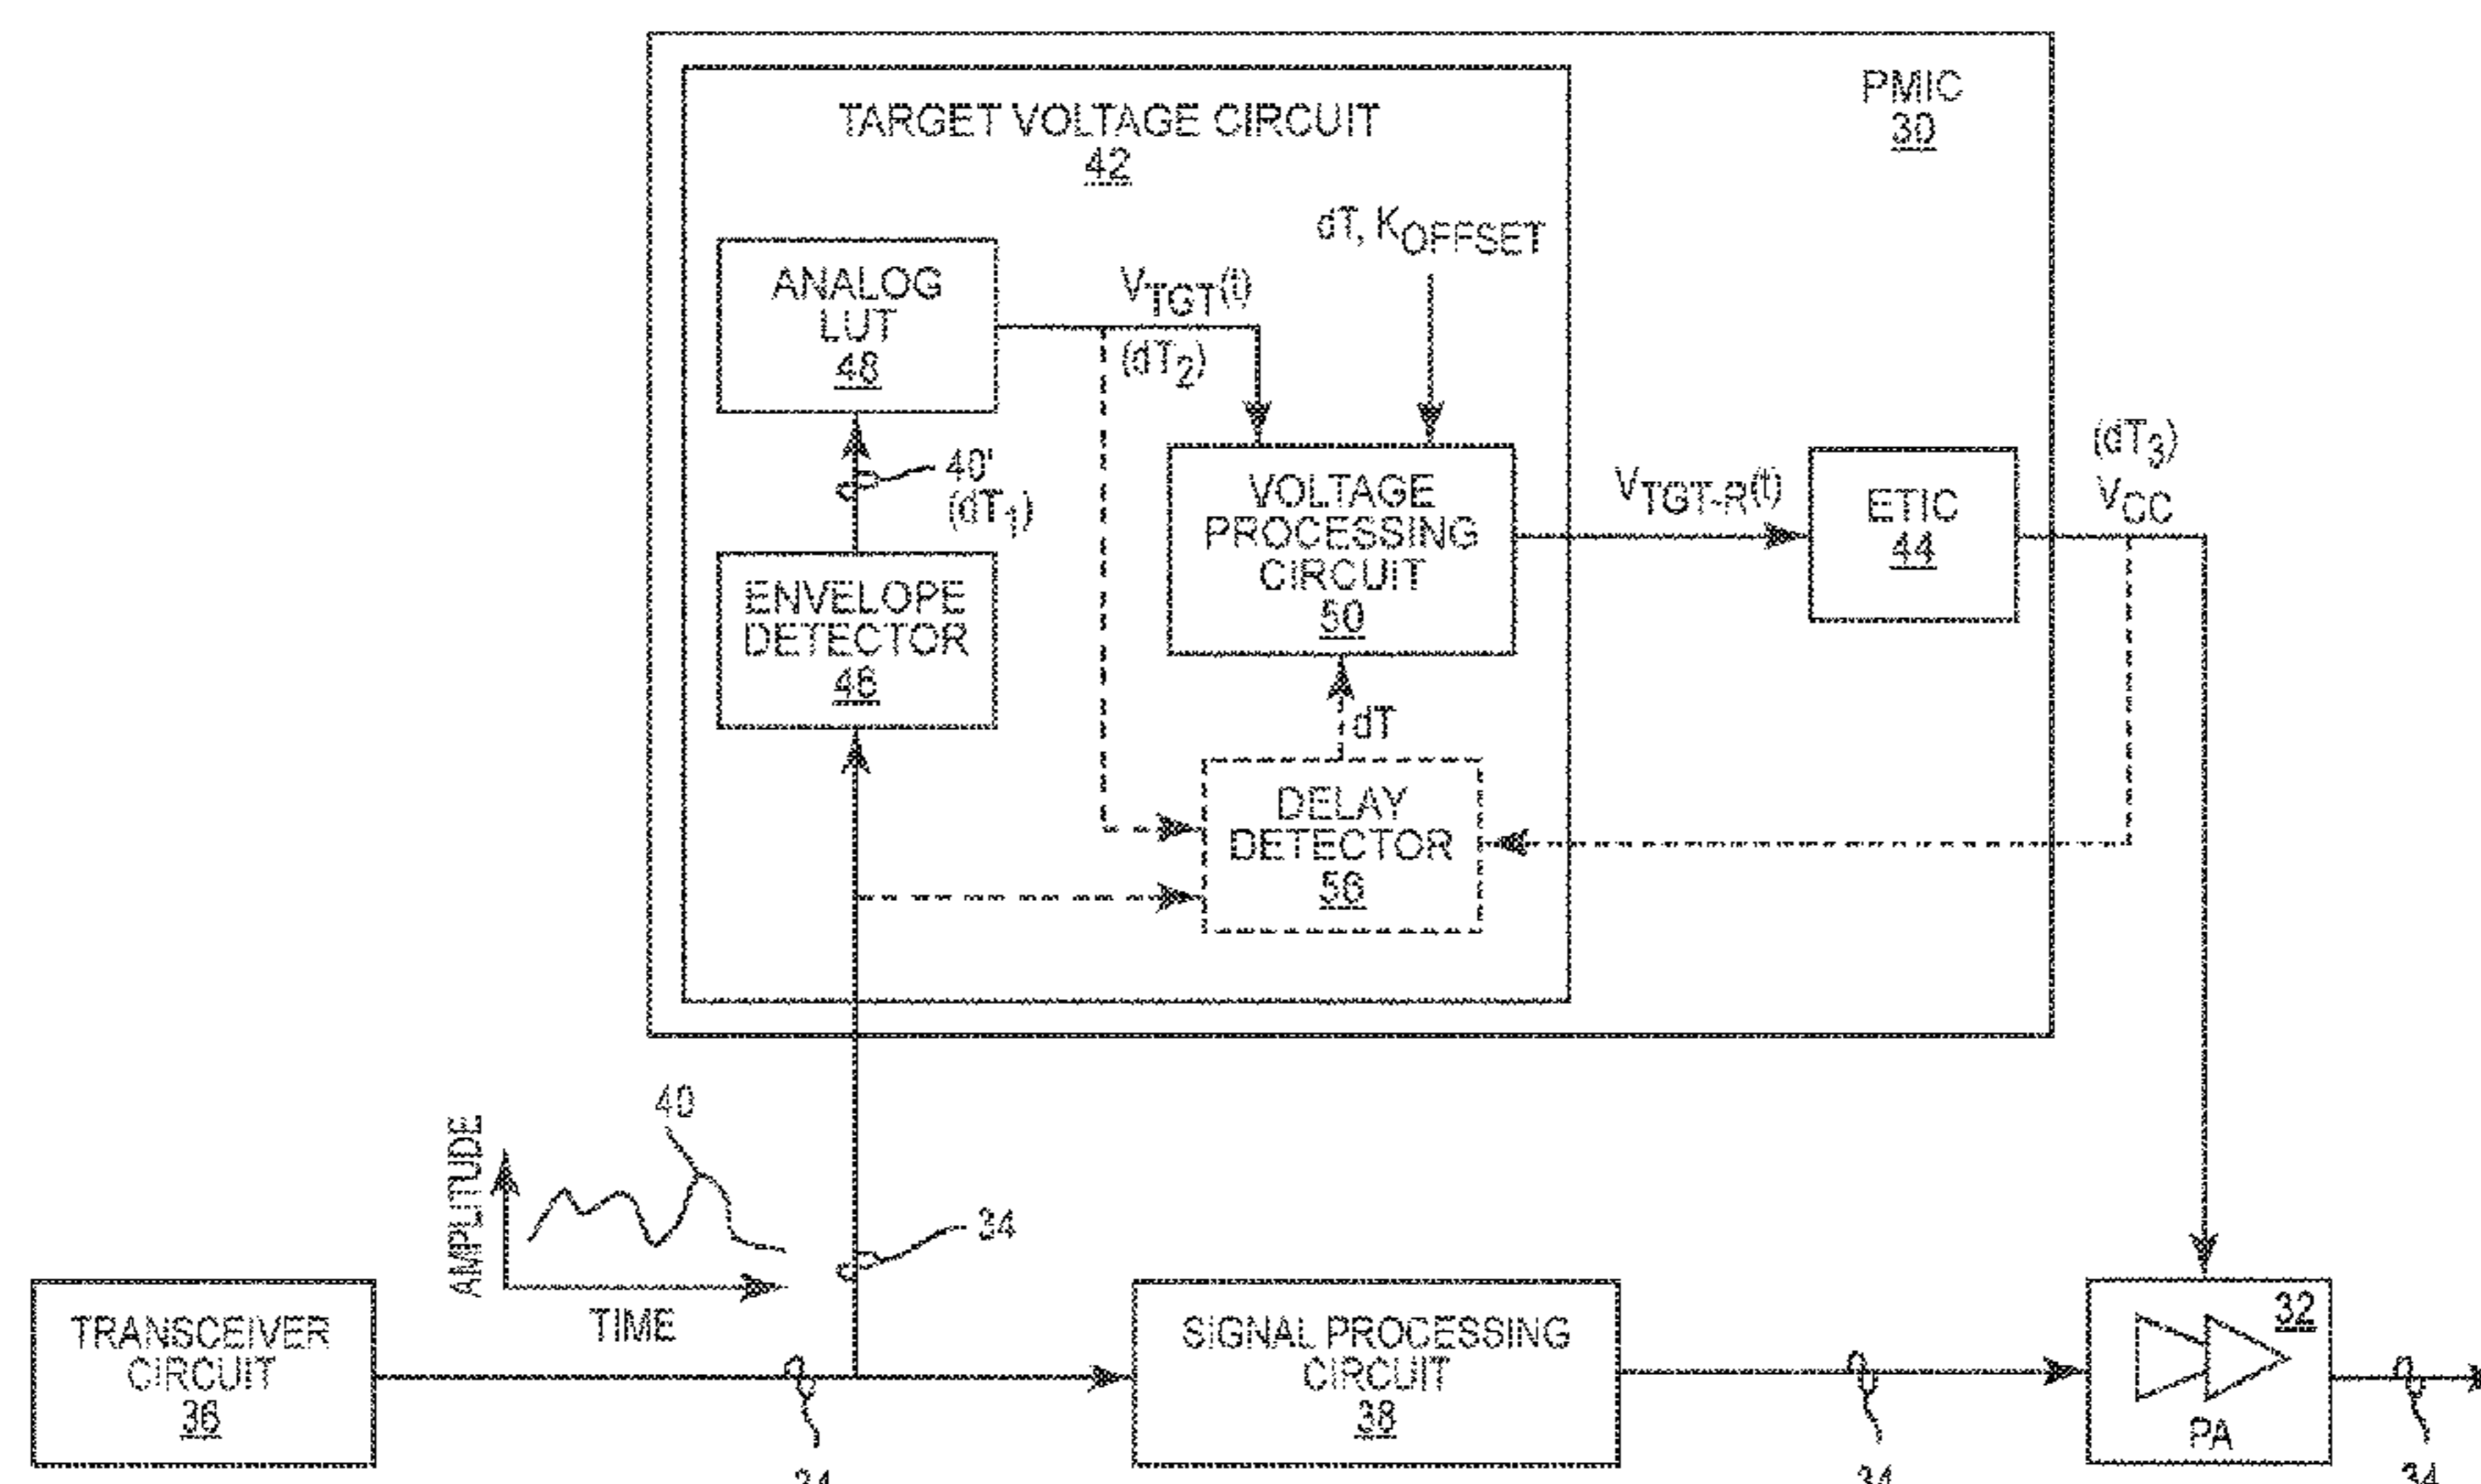 PMIC
30
TARGET VOLTAGE CIRCUIT
42
dT, KOFFSET
ANALOG
LUT
48
VTGT(t)
(dT2)
40'
(dT1)
(dT3)
VCC
VOLTAGE
PROCESSING
CIRCUIT
50
VTGT-R(t)
ETIC
44
ENVELOPE
DETECTOR
46
dT
DELAY
DETECTOR
56
40
AMPLITUDE
TIME
34
TRANSCEIVER
CIRCUIT
36
SIGNAL PROCESSING
CIRCUIT
38
32
PA
34
34
34